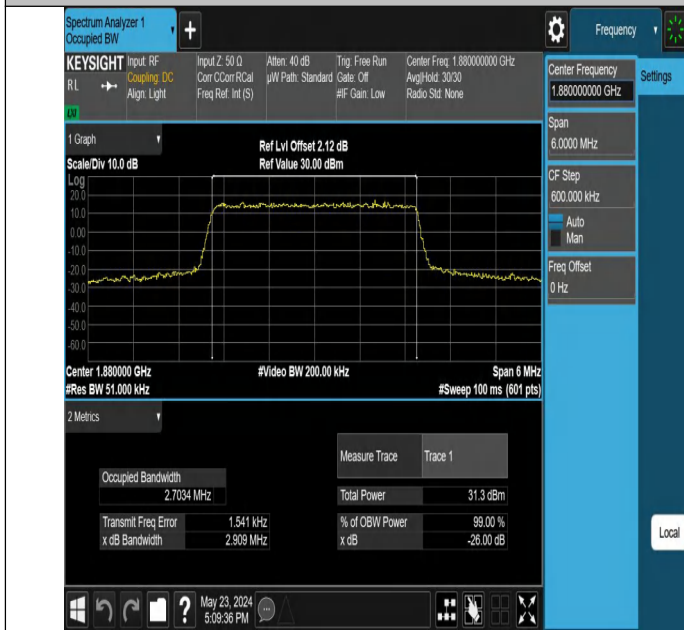 Spectrum Analyzer 1
Occupied BW
+
Frequency
KEYSIGHT
RL
LXI
Input: RF
Coupling: DC
Align: Light
Input Z: 50 Ω
Corr CCorr RCal
Freq Ref: Int (S)
Atten: 40 dB
µW Path: Standard
Trig: Free Run
Gate: Off
#IF Gain: Low
Center Freq: 1.880000000 GHz
Avg|Hold: 30/30
Radio Std: None
Center Frequency
1.880000000 GHz
Settings
Span
6.0000 MHz
CF Step
600.000 kHz
Auto
Man
Freq Offset
0 Hz
Local
1 Graph
Scale/Div 10.0 dB
Ref Lvl Offset 2.12 dB
Ref Value 30.00 dBm
Log
20.0
10.0
0.00
-10.0
-20.0
-30.0
-40.0
-50.0
-60.0
Center 1.880000 GHz
#Video BW 200.00 kHz
Span 6 MHz
#Res BW 51.000 kHz
#Sweep 100 ms (601 pts)
2 Metrics
Measure Trace
Trace 1
Occupied Bandwidth
2.7034 MHz
Total Power
31.3 dBm
Transmit Freq Error
1.541 kHz
% of OBW Power
99.00 %
x dB Bandwidth
2.909 MHz
x dB
-26.00 dB
?
May 23, 2024
5:09:36 PM